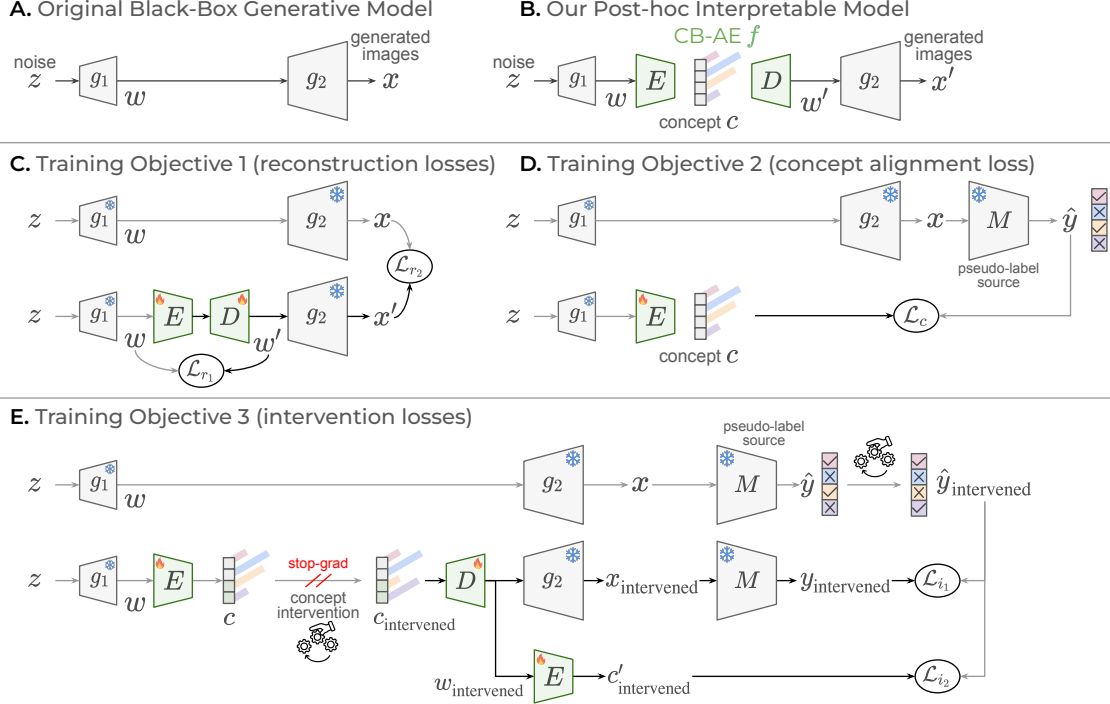 A. Original Black-Box Generative Model
noise
z
g₁
w
g₂
generated
images
x
B. Our Post-hoc Interpretable Model
CB-AE f
noise
z
g₁
w
E
concept c
D
w′
g₂
generated
images
x′
C. Training Objective 1 (reconstruction losses)
z
g₁
w
g₂
x
ℒr₂
z
g₁
w
E
D
w′
g₂
x′
ℒr₁
D. Training Objective 2 (concept alignment loss)
z
g₁
g₂
x
M
ŷ
pseudo-label
source
z
g₁
E
concept c
ℒc
E. Training Objective 3 (intervention losses)
z
g₁
w
g₂
x
pseudo-label
source
M
ŷ
ŷintervened
z
g₁
w
E
c
stop-grad
concept
intervention
cintervened
D
g₂
xintervened
M
yintervened
ℒi₁
wintervened
E
c′intervened
ℒi₂